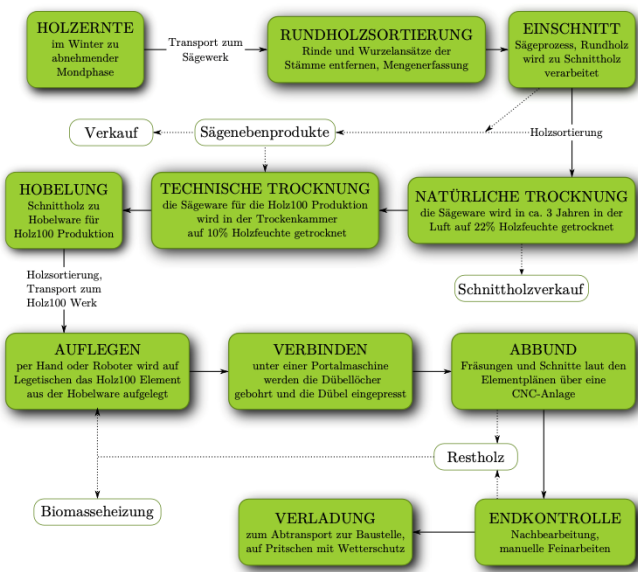 HOLZERNTE
im Winter zu
abnehmender
Mondphase
Transport zum
Sägewerk
RUNDHOLZSORTIERUNG
Rinde und Wurzelansätze der
Stämme entfernen, Mengenerfassung
EINSCHNITT
Sägeprozess, Rundholz
wird zu Schnittholz
verarbeitet
Verkauf
Sägenebenprodukte
Holzsortierung
HOBELUNG
Schnittholz zu
Hobelware für
Holz100 Produktion
TECHNISCHE TROCKNUNG
die Sägeware für die Holz100 Produktion
wird in der Trockenkammer
auf 10% Holzfeuchte getrocknet
NATÜRLICHE TROCKNUNG
die Sägeware wird in ca. 3 Jahren in der
Luft auf 22% Holzfeuchte getrocknet
Holzsortierung,
Transport zum
Holz100 Werk
Schnittholzverkauf
AUFLEGEN
per Hand oder Roboter wird auf
Legetischen das Holz100 Element
aus der Hobelware aufgelegt
VERBINDEN
unter einer Portalmaschine
werden die Dübellöcher
gebohrt und die Dübel eingepresst
ABBUND
Fräsungen und Schnitte laut den
Elementplänen über eine
CNC-Anlage
Restholz
Biomasseheizung
VERLADUNG
zum Abtransport zur Baustelle,
auf Pritschen mit Wetterschutz
ENDKONTROLLE
Nachbearbeitung,
manuelle Feinarbeiten